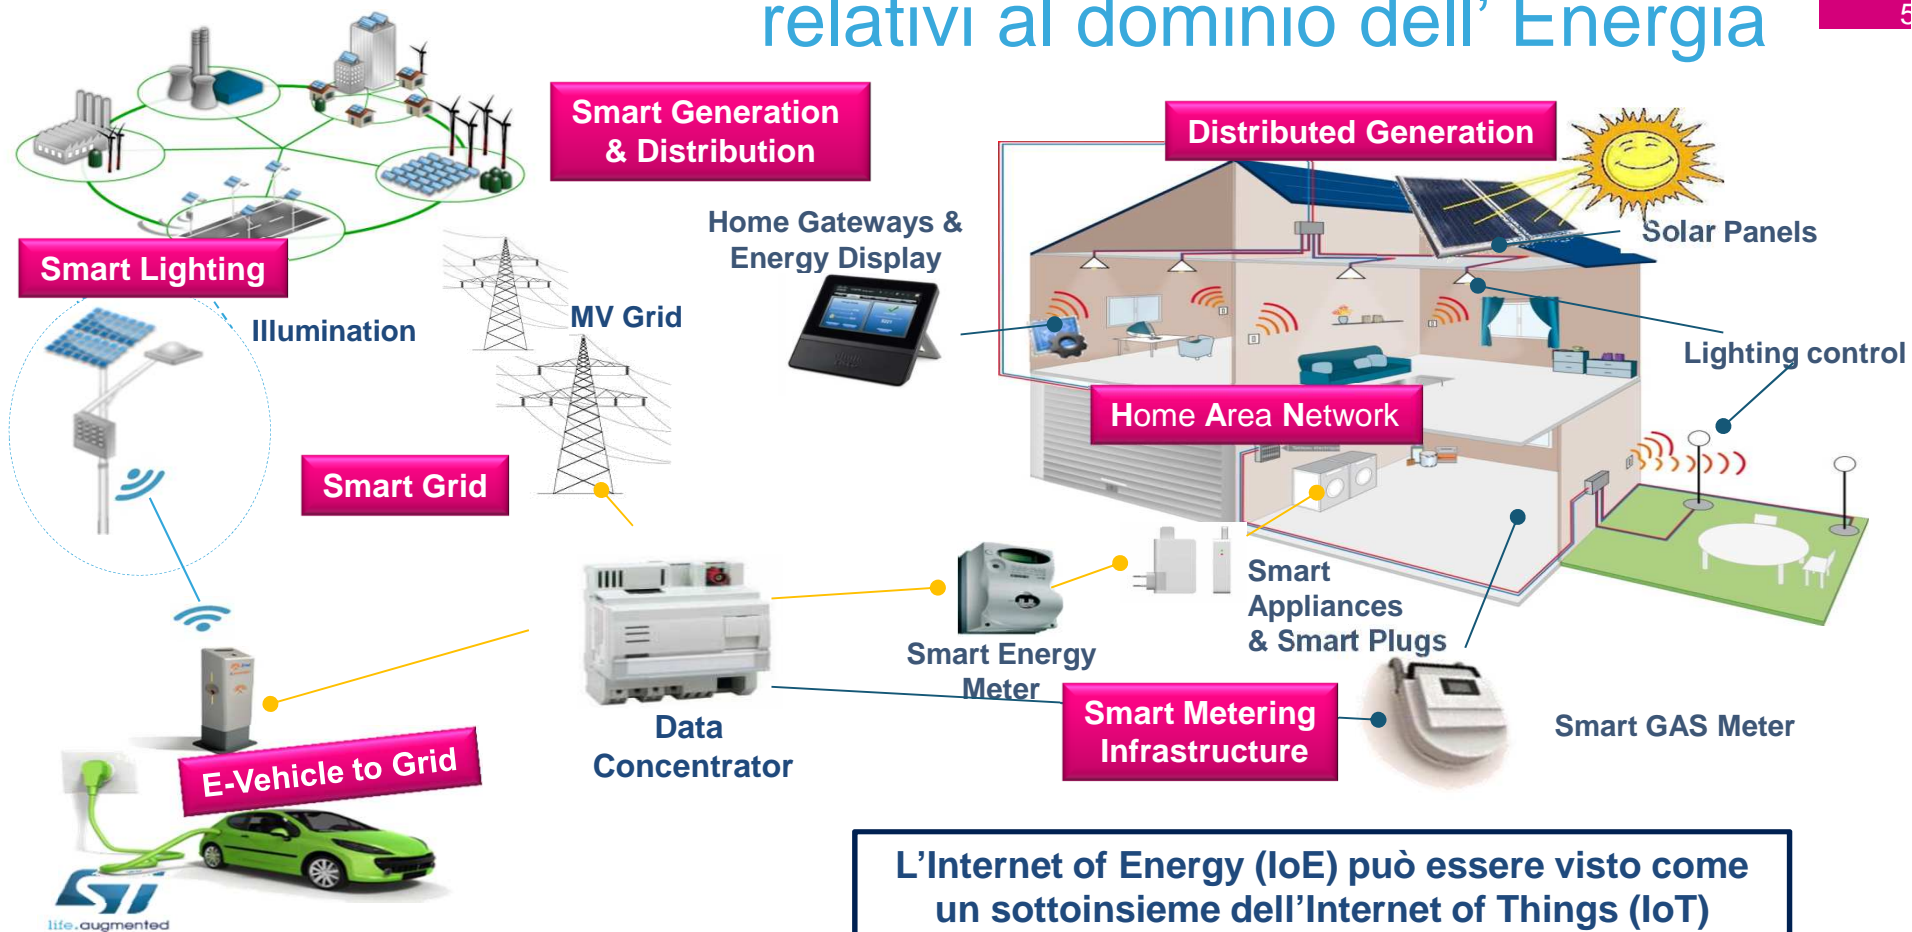 relativi al dominio dell’ Energia
5
Smart Generation
& Distribution
Distributed Generation
Home Gateways &
Energy Display
Solar Panels
Smart Lighting
Illumination
MV Grid
Lighting control
Home Area Network
Smart Grid
Smart
Appliances
& Smart Plugs
Smart Energy
Meter
Smart Metering
Infrastructure
Smart GAS Meter
Data
Concentrator
E-Vehicle to Grid
L’Internet of Energy (IoE) può essere visto come
un sottoinsieme dell’Internet of Things (IoT)
ST
life.augmented